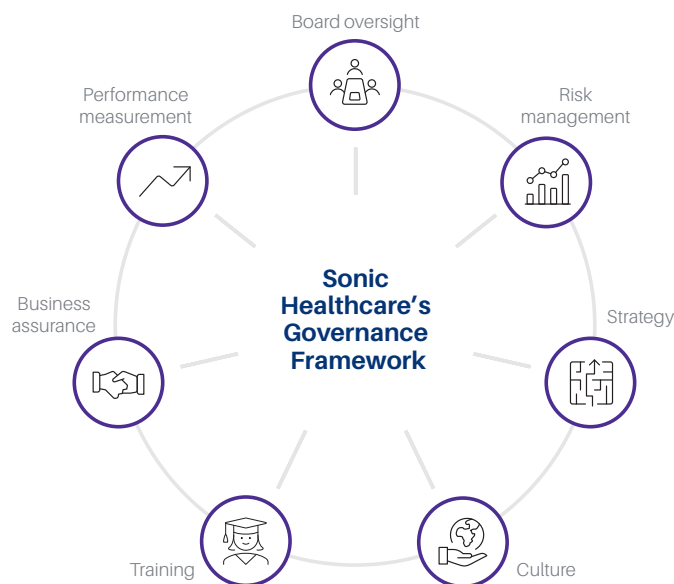 Board oversight
Performance
measurement
Risk
management
Sonic
Healthcare’s
Governance
Framework
Business
assurance
Strategy
Training
Culture